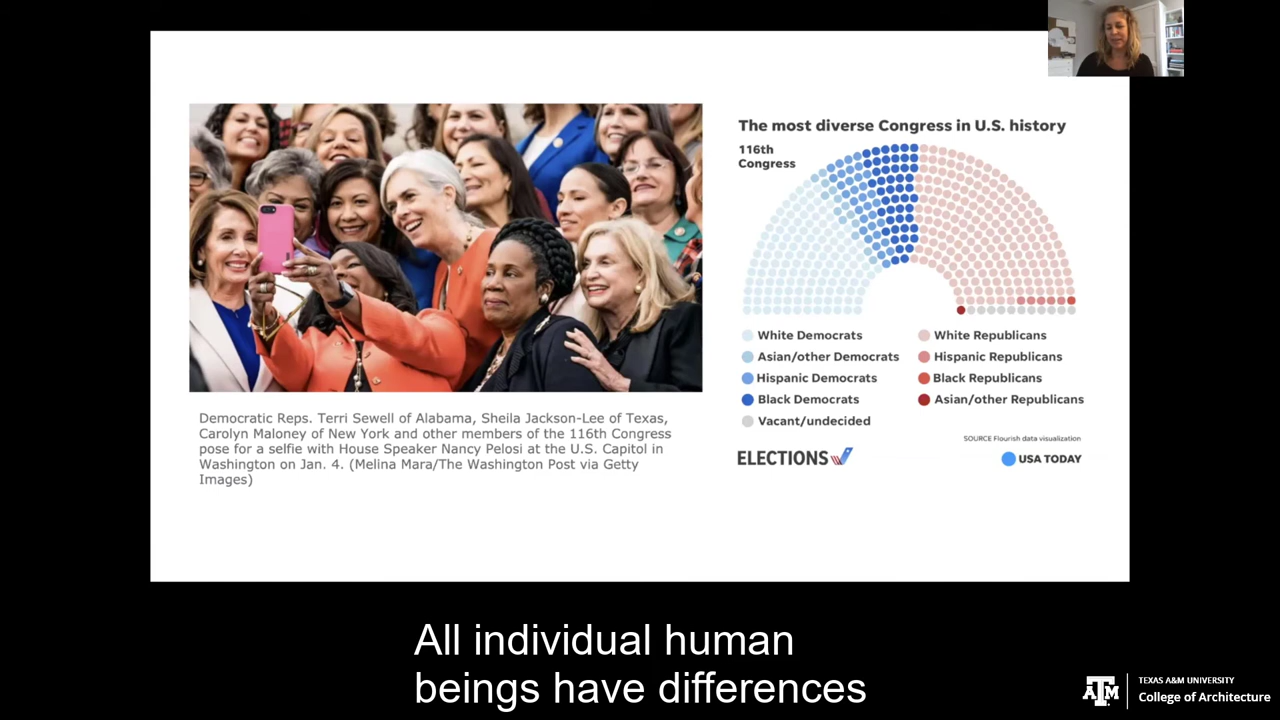 The most diverse Congress in U.S. history
116th
Congress
White Democrats
White Republicans
Asian/other Democrats
Hispanic Republicans
Hispanic Democrats
Black Republicans
Black Democrats
Asian/other Republicans
Vacant/undecided
SOURCE Flourish data visualization
ELECTIONS
USA TODAY
Democratic Reps. Terri Sewell of Alabama, Sheila Jackson-Lee of Texas,
Carolyn Maloney of New York and other members of the 116th Congress
pose for a selfie with House Speaker Nancy Pelosi at the U.S. Capitol in
Washington on Jan. 4. (Melina Mara/The Washington Post via Getty
Images)
All individual human
beings have differences
ATM
TEXAS A&M UNIVERSITY
College of Architecture